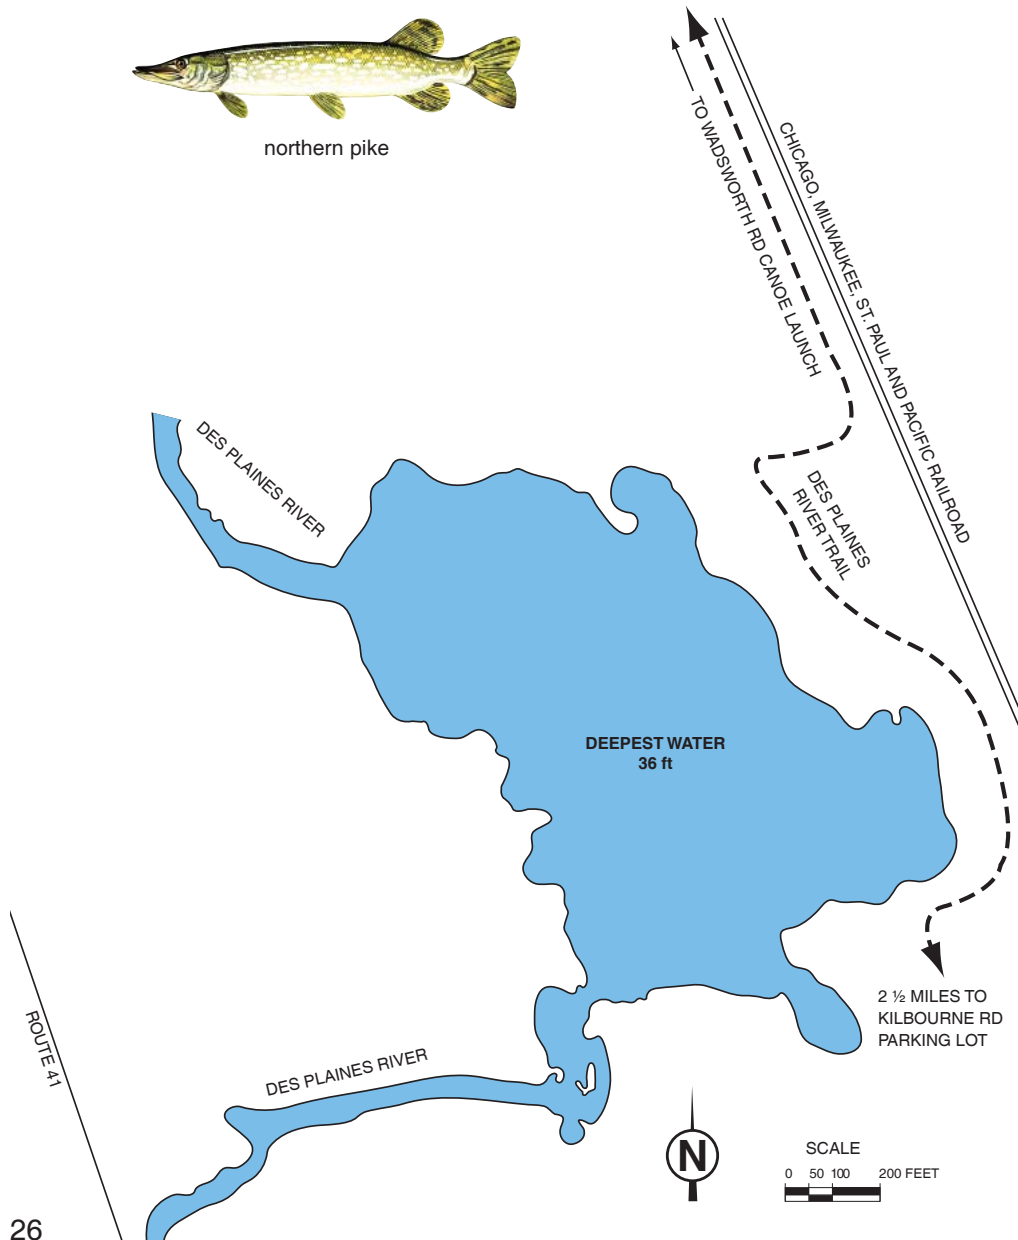 northern pike
TO WADSWORTH RD CANOE LAUNCH
CHICAGO, MILWAUKEE, ST. PAUL AND PACIFIC RAILROAD
DES PLAINES RIVER
DES PLAINES
RIVER TRAIL
DEEPEST WATER
36 ft
2 ½ MILES TO
KILBOURNE RD
PARKING LOT
ROUTE 41
DES PLAINES RIVER
N
SCALE
0 50 100 200 FEET
26